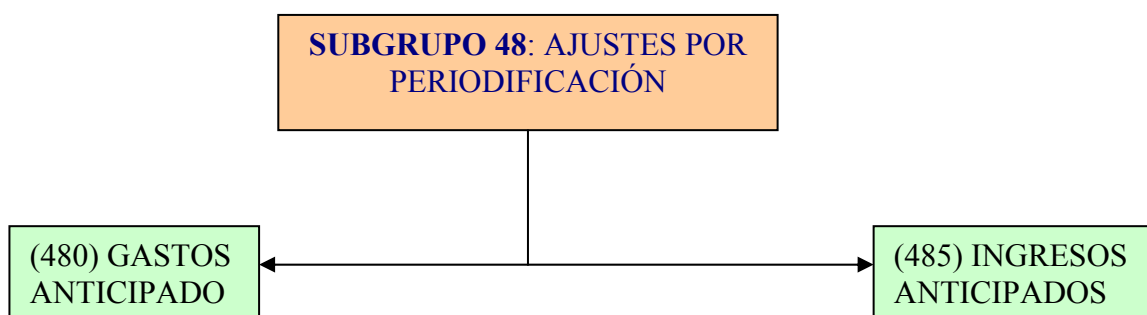 SUBGRUPO 48: AJUSTES POR
PERIODIFICACIÓN
(480) GASTOS
ANTICIPADO
(485) INGRESOS
ANTICIPADOS